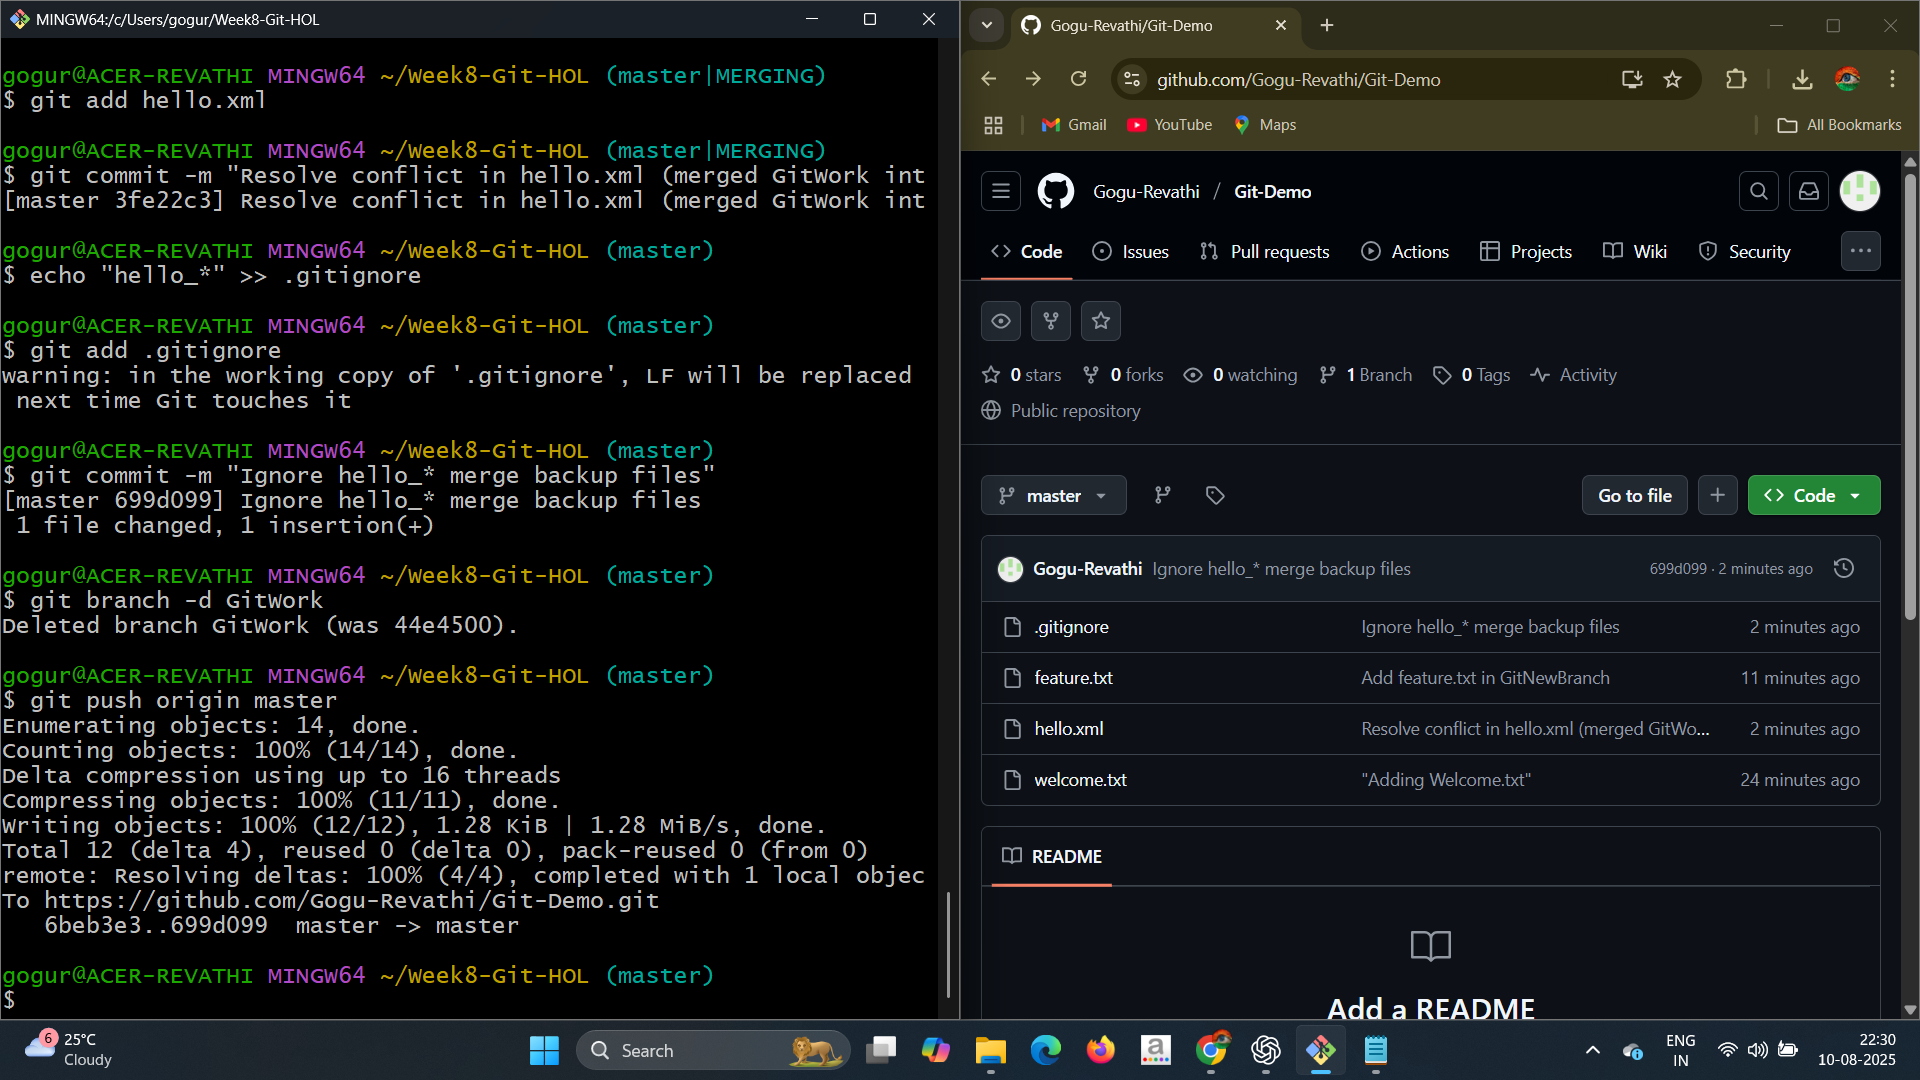 MINGW64:/c/Users/gogur/Week8-Git-HOL
gogur@ACER-REVATHI MINGW64 ~/Week8-Git-HOL (master|MERGING)
$ git add hello.xml
gogur@ACER-REVATHI MINGW64 ~/Week8-Git-HOL (master|MERGING)
$ git commit -m "Resolve conflict in hello.xml (merged GitWork int
[master 3fe22c3] Resolve conflict in hello.xml (merged GitWork int
gogur@ACER-REVATHI MINGW64 ~/Week8-Git-HOL (master)
$ echo "hello_*" >> .gitignore
gogur@ACER-REVATHI MINGW64 ~/Week8-Git-HOL (master)
$ git add .gitignore
warning: in the working copy of '.gitignore', LF will be replaced
next time Git touches it
gogur@ACER-REVATHI MINGW64 ~/Week8-Git-HOL (master)
$ git commit -m "Ignore hello_* merge backup files"
[master 699d099] Ignore hello_* merge backup files
1 file changed, 1 insertion(+)
gogur@ACER-REVATHI MINGW64 ~/Week8-Git-HOL (master)
$ git branch -d GitWork
Deleted branch GitWork (was 44e4500).
gogur@ACER-REVATHI MINGW64 ~/Week8-Git-HOL (master)
$ git push origin master
Enumerating objects: 14, done.
Counting objects: 100% (14/14), done.
Delta compression using up to 16 threads
Compressing objects: 100% (11/11), done.
Writing objects: 100% (12/12), 1.28 KiB | 1.28 MiB/s, done.
Total 12 (delta 4), reused 0 (delta 0), pack-reused 0 (from 0)
remote: Resolving deltas: 100% (4/4), completed with 1 local objec
To https://github.com/Gogu-Revathi/Git-Demo.git
6beb3e3..699d099  master -> master
gogur@ACER-REVATHI MINGW64 ~/Week8-Git-HOL (master)
$
Gogu-Revathi/Git-Demo
github.com/Gogu-Revathi/Git-Demo
Gmail YouTube Maps All Bookmarks
Gogu-Revathi / Git-Demo
Code Issues Pull requests Actions Projects Wiki Security
0 stars 0 forks 0 watching 1 Branch 0 Tags Activity
Public repository
master Go to file Code
Gogu-Revathi Ignore hello_* merge backup files 699d099 · 2 minutes ago
.gitignore Ignore hello_* merge backup files 2 minutes ago
feature.txt Add feature.txt in GitNewBranch 11 minutes ago
hello.xml Resolve conflict in hello.xml (merged GitWo... 2 minutes ago
welcome.txt "Adding Welcome.txt" 24 minutes ago
README
Add a README
6 25°C
Cloudy
Search
a
ENG
IN
22:30
10-08-2025